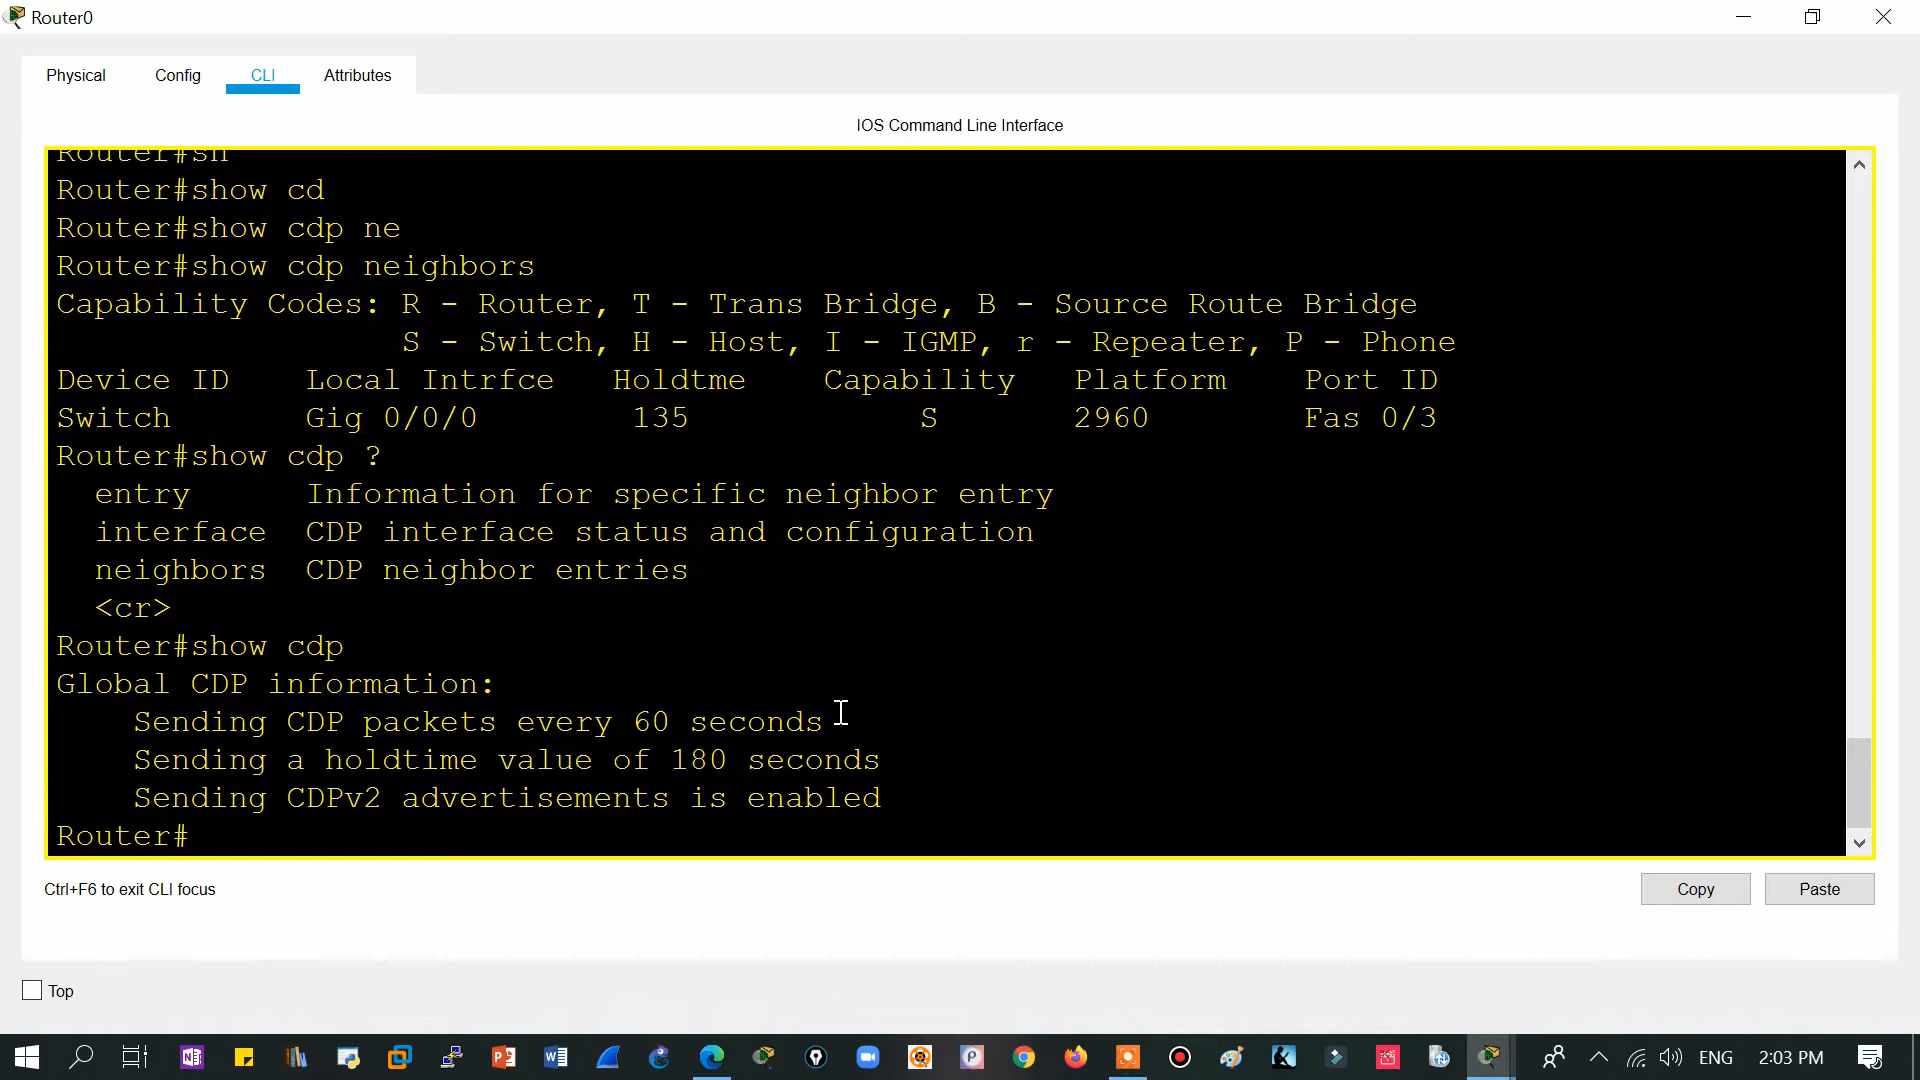 Router0
Physical Config CLI Attributes
IOS Command Line Interface
Router#sh
Router#show cd
Router#show cdp ne
Router#show cdp neighbors
Capability Codes: R - Router, T - Trans Bridge, B - Source Route Bridge
S - Switch, H - Host, I - IGMP, r - Repeater, P - Phone
Device ID Local Intrfce Holdtme Capability Platform Port ID
Switch Gig 0/0/0 135 S 2960 Fas 0/3
Router#show cdp ?
entry Information for specific neighbor entry
interface CDP interface status and configuration
neighbors CDP neighbor entries
<cr>
Router#show cdp
Global CDP information:
Sending CDP packets every 60 seconds
Sending a holdtime value of 180 seconds
Sending CDPv2 advertisements is enabled
Router#
Ctrl+F6 to exit CLI focus
Copy Paste
Top
ENG 2:03 PM